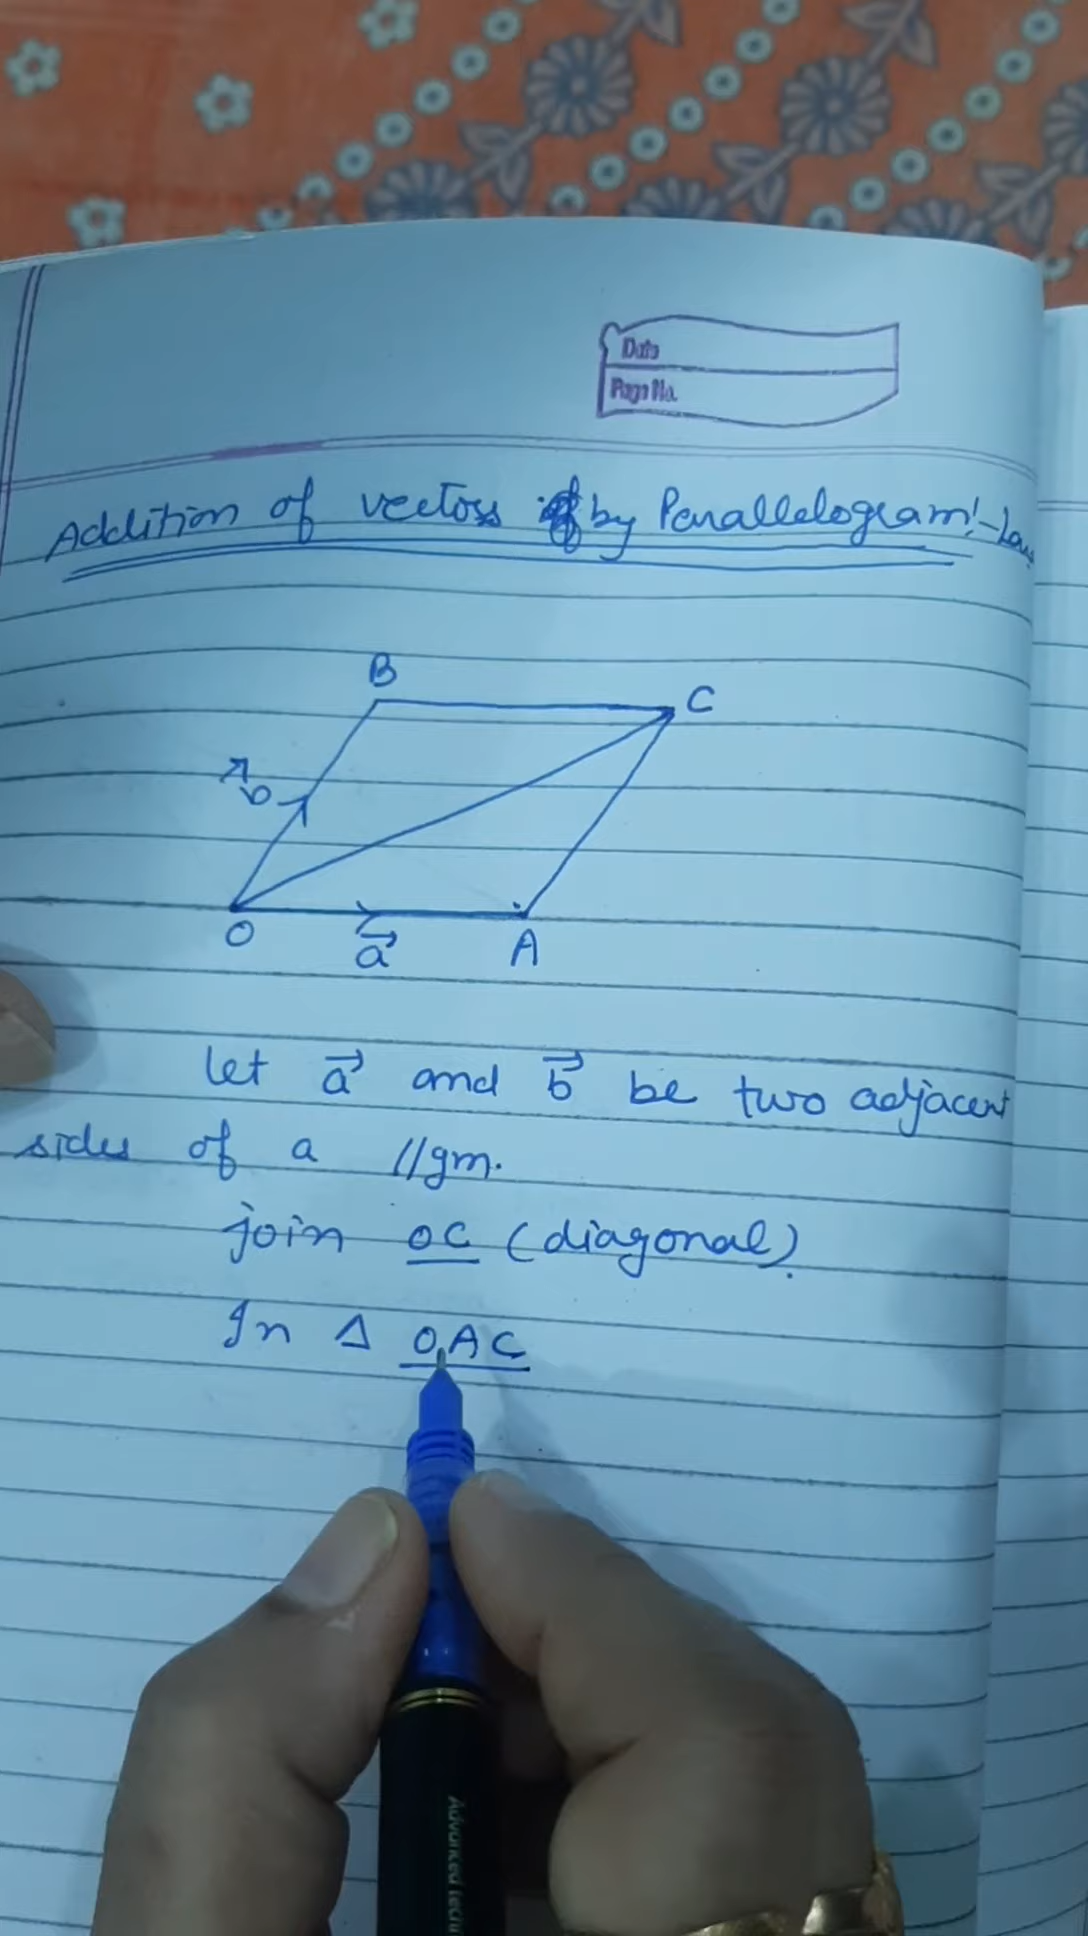 Date
Page No.
Addition of vectors by Parallelogram!-Law
B
C
b⃗
O
a⃗
A
let a⃗ and b⃗ be two adjacent
sides of a //gm.
join OC (diagonal).
In Δ OAC
Advanced